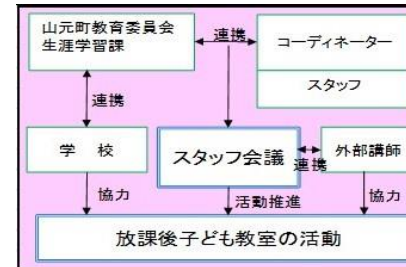 山元町教育委員会
生涯学習課
連携
コーディネーター
スタッフ
連携
学　校
スタッフ会議
連携
外部講師
協力
活動推進
協力
放課後子ども教室の活動